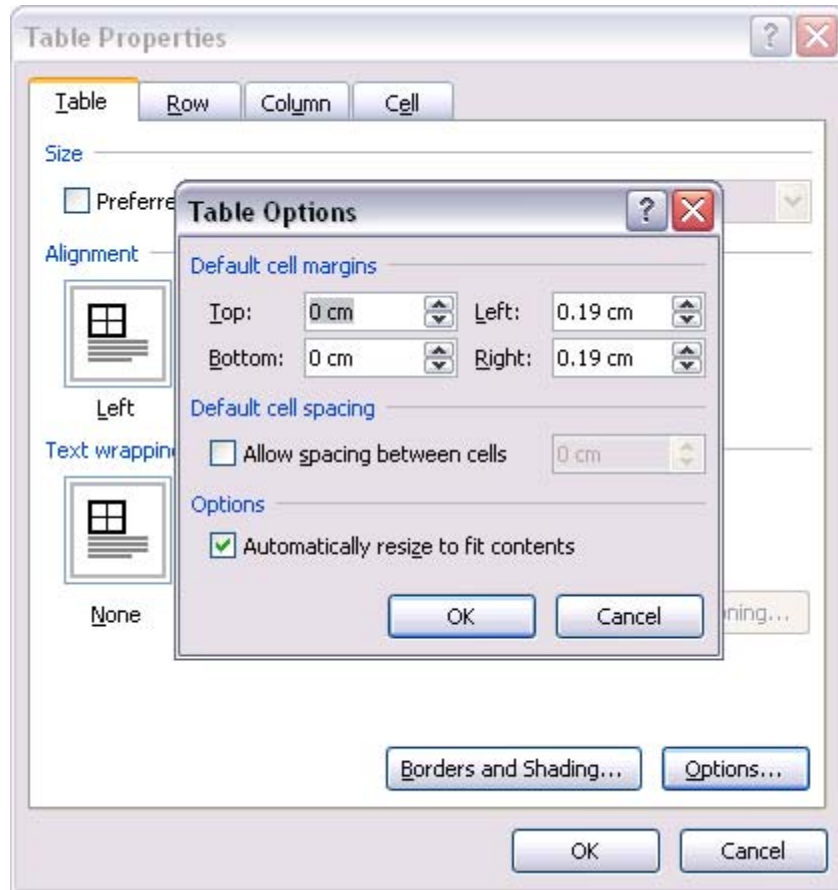 Table Properties
Table Row Column Cell
Size
Preferre
Table Options
Alignment
Default cell margins
Top: 0 cm Left: 0.19 cm
Bottom: 0 cm Right: 0.19 cm
Left
Default cell spacing
Text wrappin
Allow spacing between cells 0 cm
Options
Automatically resize to fit contents
None
OK Cancel
ning...
Borders and Shading... Options...
OK Cancel